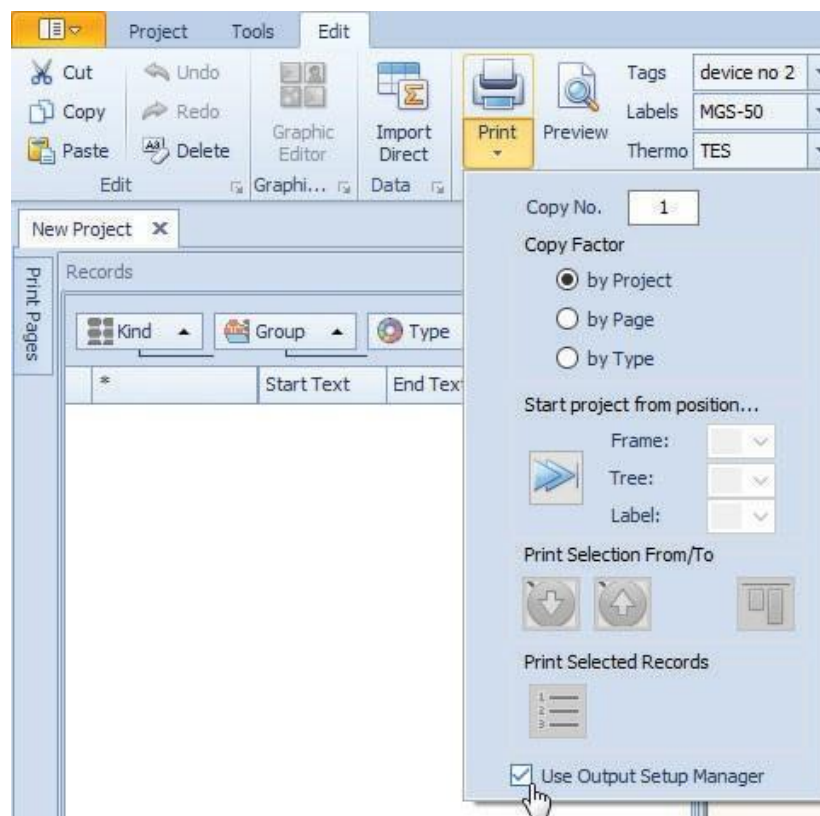 Project Tools Edit
Cut Undo
Copy Redo
Paste Delete
Graphic Editor
Import Direct
Print
Preview
Tags device no 2
Labels MGS-50
Thermo TES
Edit Graphi... Data
New Project
Print Pages
Records
Kind Group Type
* Start Text End Tex
Copy No. 1
Copy Factor
by Project
by Page
by Type
Start project from position...
Frame:
Tree:
Label:
Print Selection From/To
Print Selected Records
1
2
3
Use Output Setup Manager